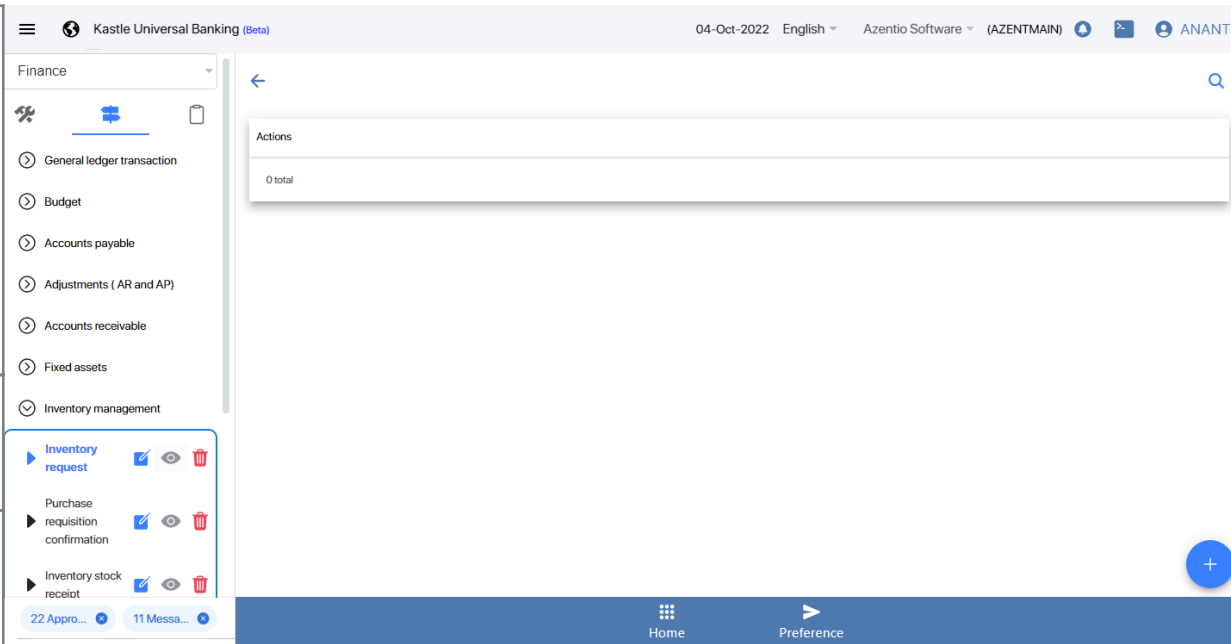 Kastle Universal Banking (Beta)
04-Oct-2022 English Azentio Software (AZENTMAIN) ANANT
Finance
General ledger transaction
Budget
Accounts payable
Adjustments ( AR and AP)
Accounts receivable
Fixed assets
Inventory management
Inventory
request
Purchase
requisition
confirmation
Inventory stock
receipt
22 Appro...
11 Messa...
Actions
0 total
Home
Preference